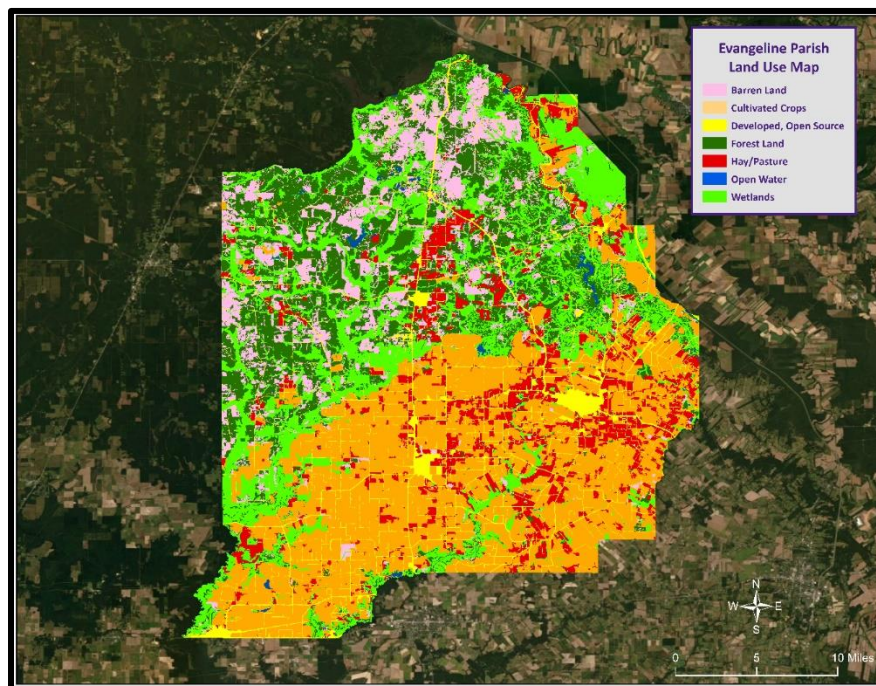 Evangeline Parish
Land Use Map
Barren Land
Cultivated Crops
Developed, Open Source
Forest Land
Hay/Pasture
Open Water
Wetlands
N
W E
S
0 5 10 Miles